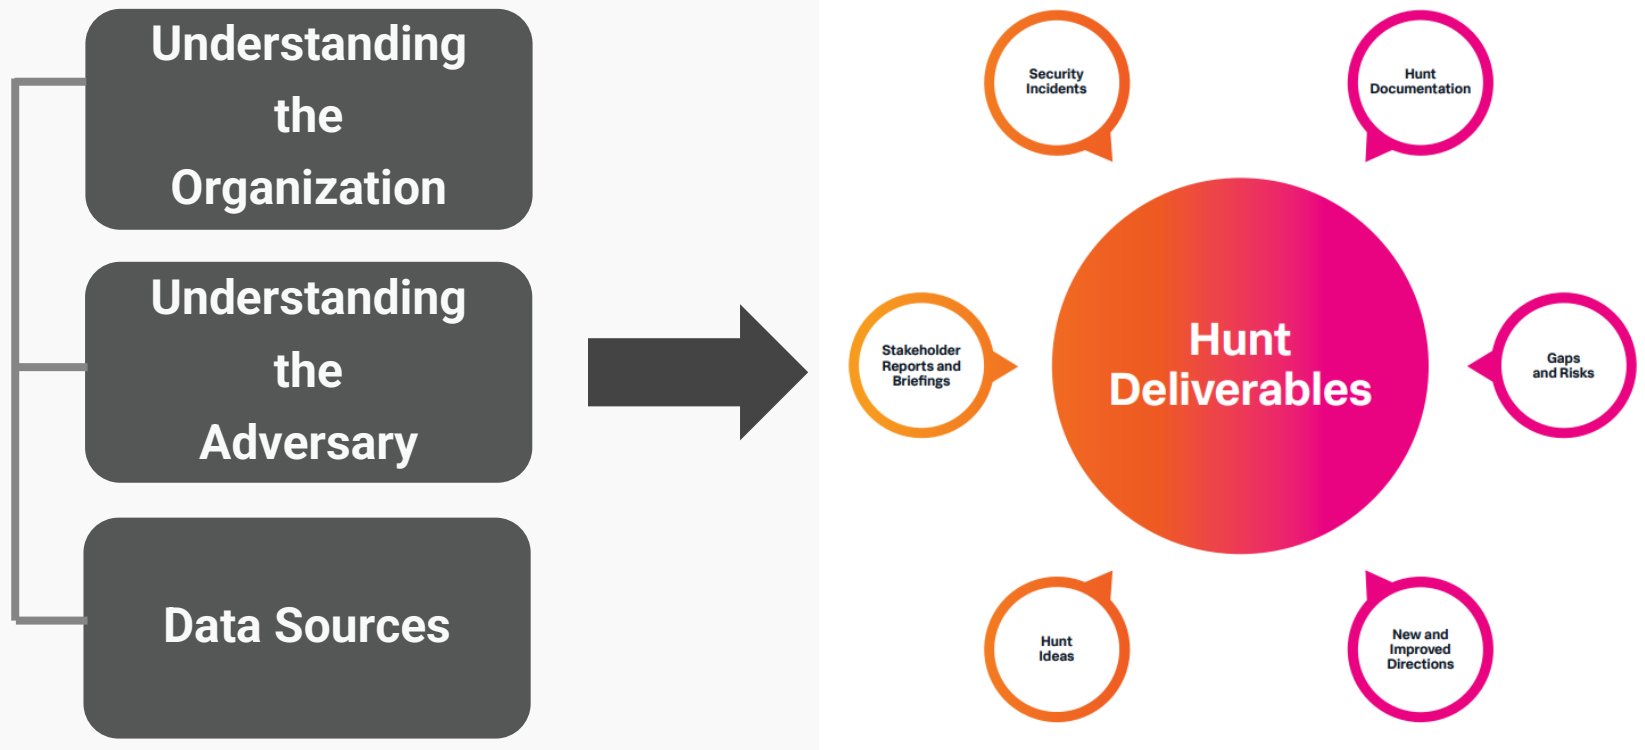 Understanding
the
Organization
Understanding
the
Adversary
Data Sources
Security
Incidents
Hunt
Documentation
Stakeholder
Reports and
Briefings
Hunt
Deliverables
Gaps
and Risks
Hunt
Ideas
New and
Improved
Directions